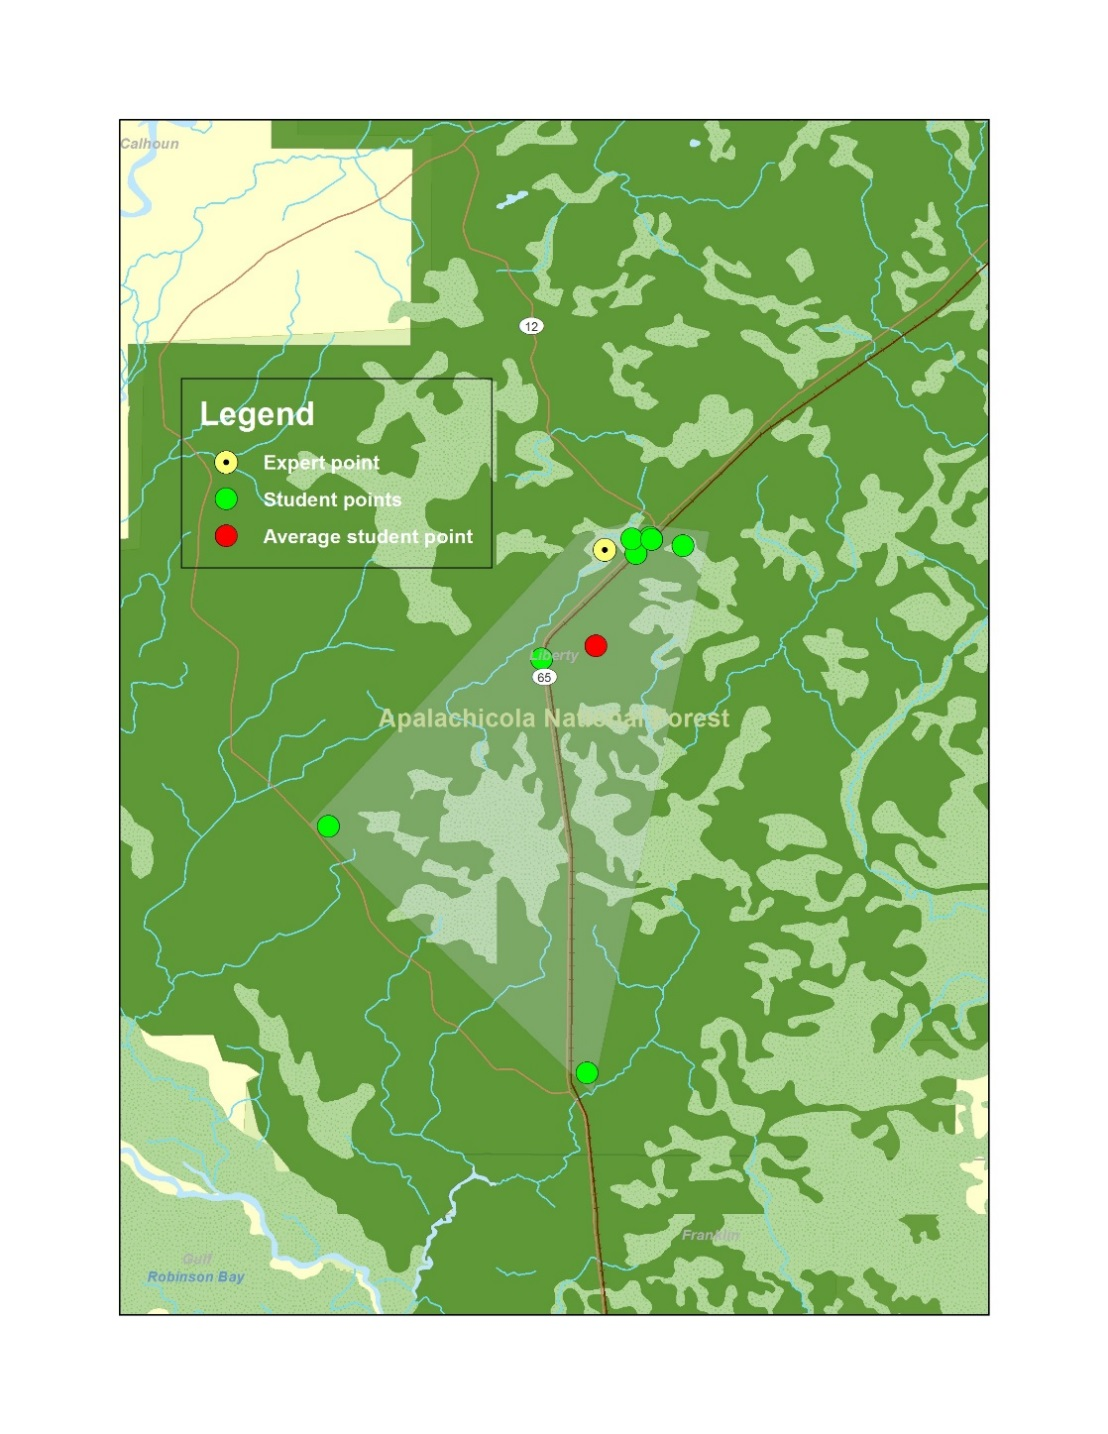 Calhoun
12
Legend
Expert point
Student points
Average student point
Liberty
65
Apalachicola National Forest
Franklin
Gulf
Robinson Bay